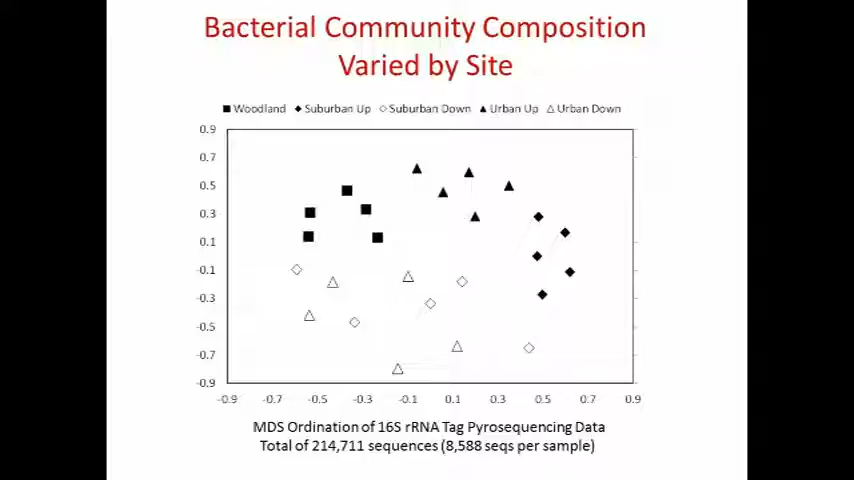 Bacterial Community Composition
Varied by Site
Woodland Suburban Up Suburban Down Urban Up Urban Down
0.9
0.7
0.5
0.3
0.1
-0.1
-0.3
-0.5
-0.7
-0.9
-0.9 -0.7 -0.5 -0.3 -0.1 0.1 0.3 0.5 0.7 0.9
MDS Ordination of 16S rRNA Tag Pyrosequencing Data
Total of 214,711 sequences (8,588 seqs per sample)